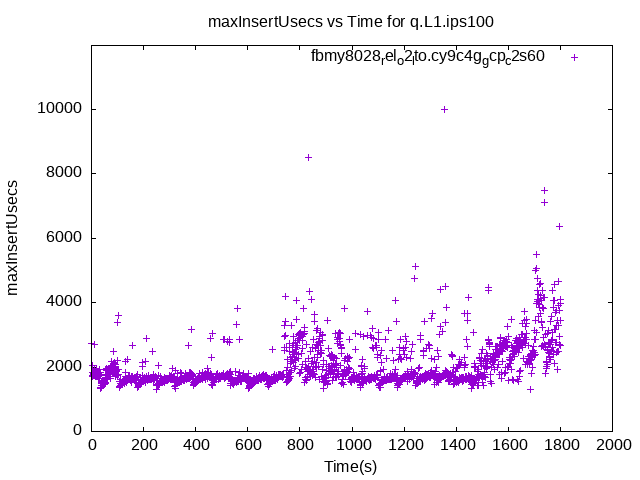 maxInsertUsecs vs Time for q.L1.ips100
fbmy8028relo2ito.cy9c4ggcpc2s60
10000
8000
6000
4000
2000
0
maxInsertUsecs
0 200 400 600 800 1000 1200 1400 1600 1800 2000
Time(s)